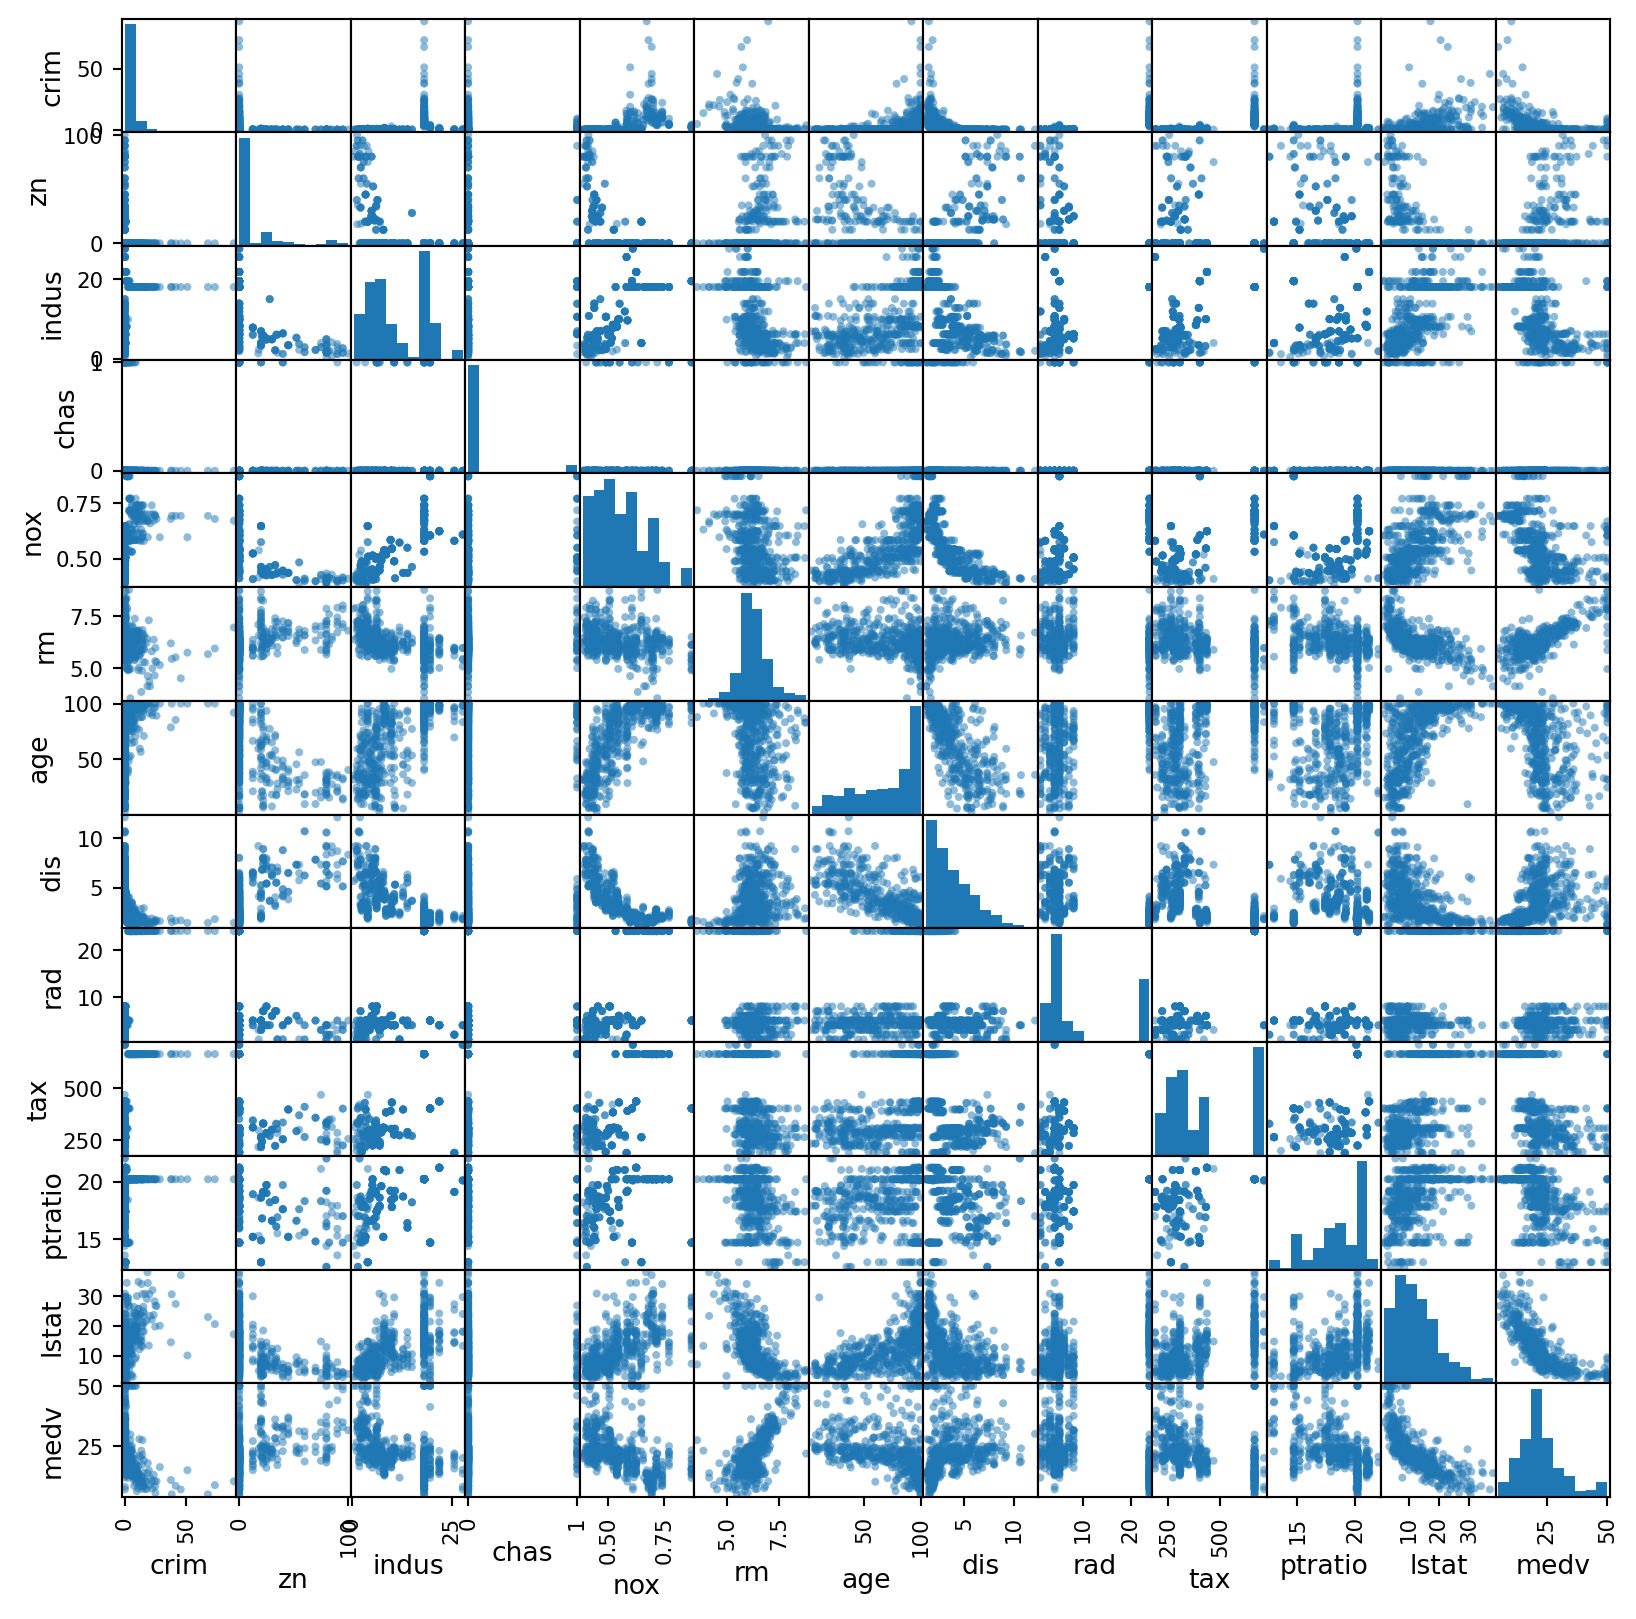 crim
50
0
zn
100
0
indus
20
0
chas
1
0
nox
0.75
0.50
rm
7.5
5.0
age
100
50
dis
10
5
rad
20
10
tax
500
250
ptratio
20
15
lstat
30
20
10
medv
50
25
0 50 0 100 0 25 0 1 0.50 0.75 5.0 7.5 50 100 5 10 10 20 250 500 15 20 10 20 30 25 50
crim zn indus chas nox rm age dis rad tax ptratio lstat medv